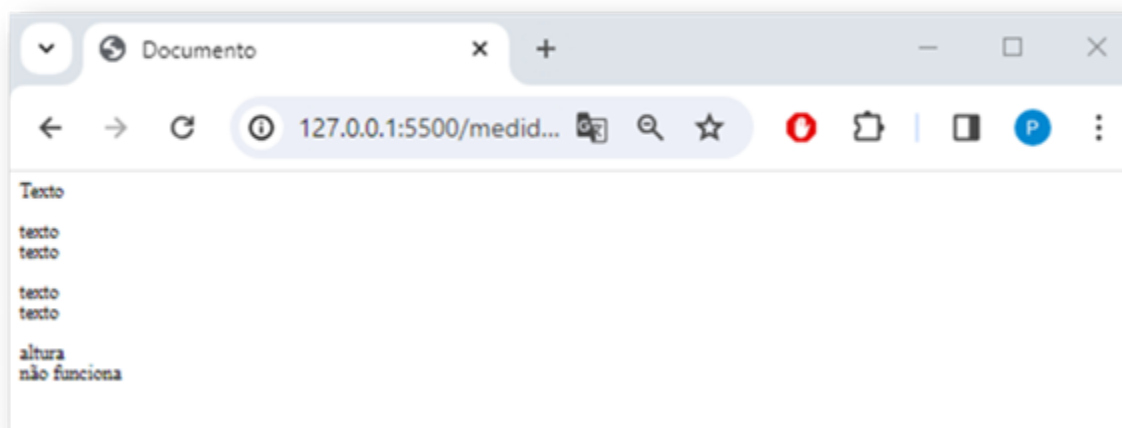 Documento
127.0.0.1:5500/medid...
P
Texto
texto
texto
texto
texto
altura
não funciona